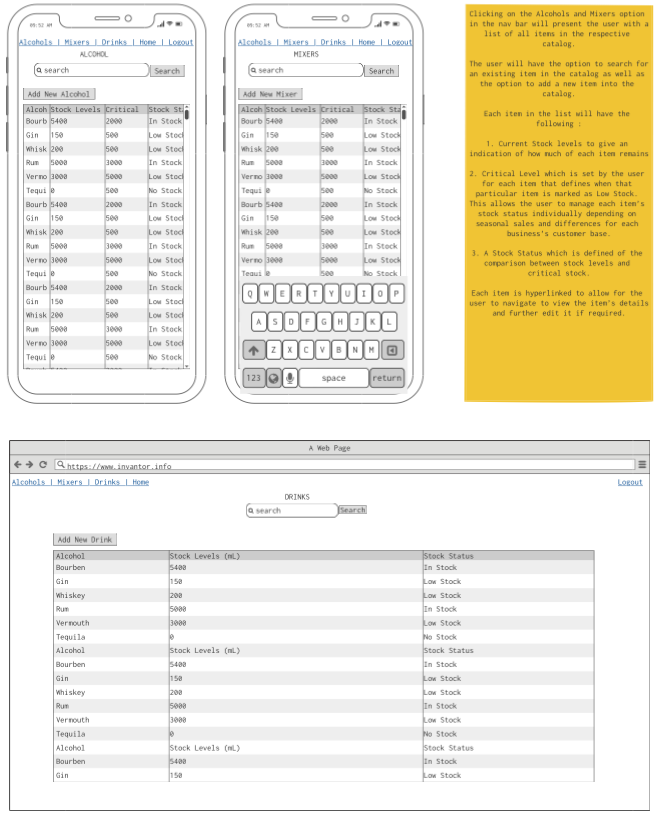 09:52 AM
Alcohols | Mixers | Drinks | Home | Logout
ALCOHOL
search
Search
Add New Alcohol
Alcoh Stock Levels Critical Stock Sta
Bourb 5400 2000 In Stock
Gin 150 500 Low Stock
Whisk 200 500 Low Stock
Rum 5000 3000 In Stock
Vermo 3000 5000 Low Stock
Tequi 0 500 No Stock
Bourb 5400 2000 In Stock
Gin 150 500 Low Stock
Whisk 200 500 Low Stock
Rum 5000 3000 In Stock
Vermo 3000 5000 Low Stock
Tequi 0 500 No Stock
Bourb 5400 2000 In Stock
Gin 150 500 Low Stock
Whisk 200 500 Low Stock
Rum 5000 3000 In Stock
Vermo 3000 5000 Low Stock
Tequi 0 500 No Stock
09:52 AM
Alcohols | Mixers | Drinks | Home | Logout
MIXERS
search
Search
Add New Mixer
Alcoh Stock Levels Critical Stock Sta
Bourb 5400 2000 In Stock
Gin 150 500 Low Stock
Whisk 200 500 Low Stock
Rum 5000 3000 In Stock
Vermo 3000 5000 Low Stock
Tequi 0 500 No Stock
Bourb 5400 2000 In Stock
Gin 150 500 Low Stock
Whisk 200 500 Low Stock
Rum 5000 3000 In Stock
Vermo 3000 5000 Low Stock
Tequi 0 500 No Stock
Q W E R T Y U I O P
A S D F G H J K L
Z X C V B N M
123 space return
Clicking on the Alcohols and Mixers option
in the nav bar will present the user with a
list of all items in the respective
catalog.
The user will have the option to search for
an existing item in the catalog as well as
the option to add a new item into the
catalog.
Each item in the list will have the
following :
1. Current Stock levels to give an
indication of how much of each item remains
2. Critical Level which is set by the user
for each item that defines when that
particular item is marked as Low Stock.
This allows the user to manage each item's
stock status individually depending on
seasonal sales and differences for each
business's customer base.
3. A Stock Status which is defined of the
comparison between stock levels and
critical stock.
Each item is hyperlinked to allow for the
user to navigate to view the item's details
and further edit it if required.
A Web Page
https://www.invantor.info
Alcohols | Mixers | Drinks | Home
Logout
DRINKS
search
Search
Add New Drink
Alcohol Stock Levels (mL) Stock Status
Bourben 5400 In Stock
Gin 150 Low Stock
Whiskey 200 Low Stock
Rum 5000 In Stock
Vermouth 3000 Low Stock
Tequila 0 No Stock
Alcohol Stock Levels (mL) Stock Status
Bourben 5400 In Stock
Gin 150 Low Stock
Whiskey 200 Low Stock
Rum 5000 In Stock
Vermouth 3000 Low Stock
Tequila 0 No Stock
Alcohol Stock Levels (mL) Stock Status
Bourben 5400 In Stock
Gin 150 Low Stock